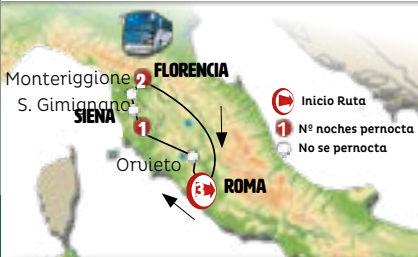 2 FLORENCIA
Monteriggione
S. Gimignano
SIENA
1
Orvieto
3 ROMA
Inicio Ruta
1 Nº noches pernocta
No se pernocta